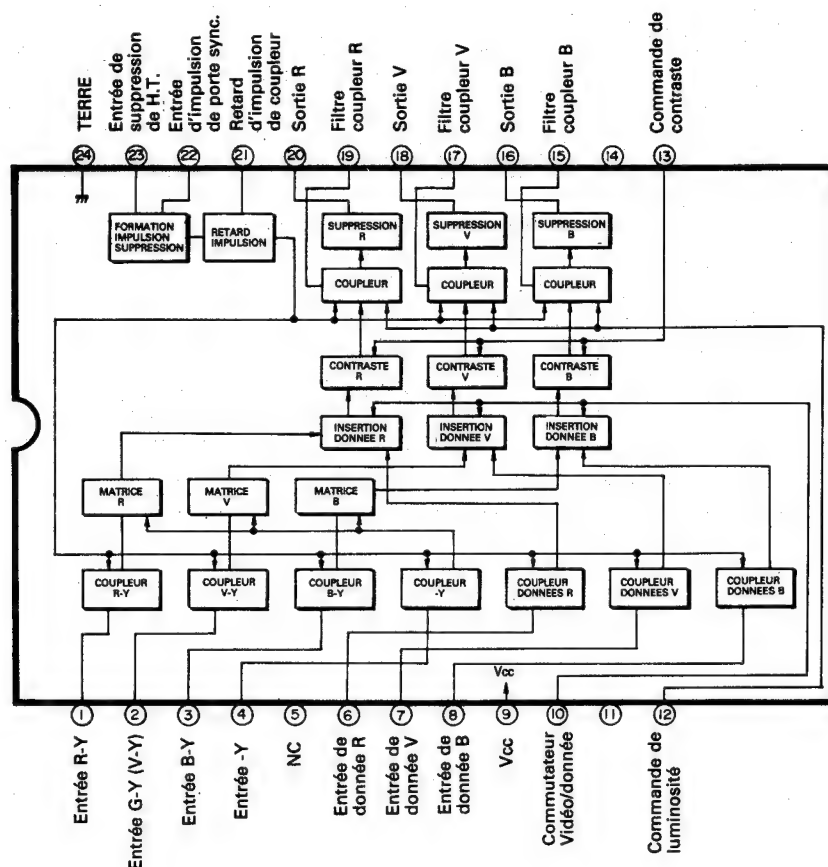 TERRE
Entrée de
suppression
de H.T.
Entrée
d'impulsion
de porte sync.
Retard
d'impulsion
de coupleur
Sortie R
Filtre
coupleur R
Sortie V
Filtre
coupleur V
Sortie B
Filtre
coupleur B
Commande de
contraste
24
23
22
21
20
19
18
17
16
15
14
13
FORMATION
IMPULSION
SUPPRESSION
RETARD
IMPULSION
SUPPRESSION
R
SUPPRESSION
V
SUPPRESSION
B
COUPLEUR
COUPLEUR
COUPLEUR
CONTRASTE
R
CONTRASTE
V
CONTRASTE
B
INSERTION
DONNÉE R
INSERTION
DONNÉE V
INSERTION
DONNÉE B
MATRICE
R
MATRICE
V
MATRICE
B
COUPLEUR
R-Y
COUPLEUR
V-Y
COUPLEUR
B-Y
COUPLEUR
-Y
COUPLEUR
DONNEES R
COUPLEUR
DONNEES V
COUPLEUR
DONNEES B
Vcc
1
2
3
4
5
6
7
8
9
10
11
12
Entrée R-Y
Entrée G-Y (V-Y)
Entrée B-Y
Entrée -Y
NC
Entrée de
donnée R
Entrée de
donnée V
Entrée de
donnée B
Vcc
Commutateur
Vidéo/donnée
Commande de
luminosité